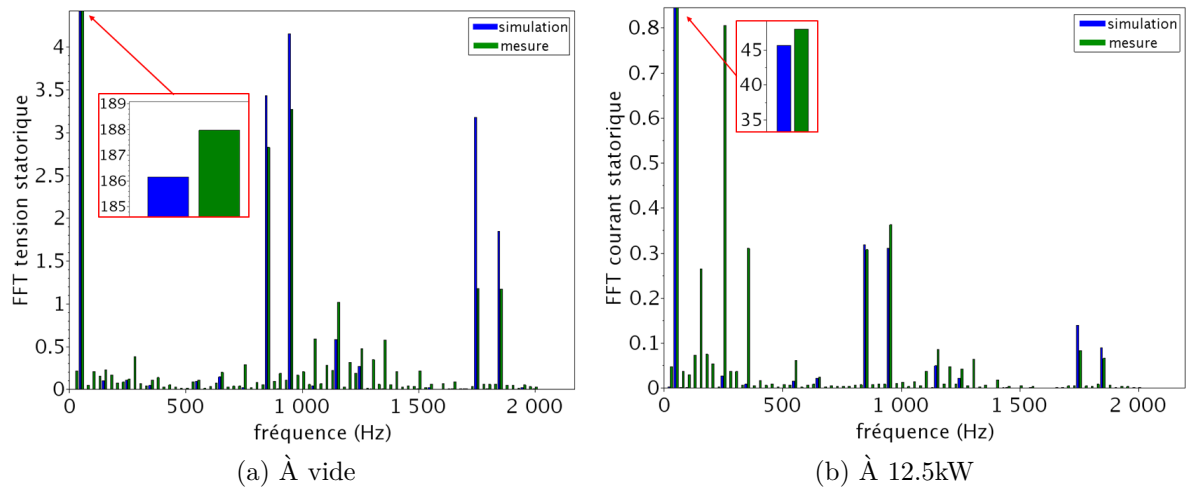 simulation
mesure
4
3.5
3
2.5
2
1.5
1
0.5
0
189
188
187
186
185
FFT tension statorique
0 500 1 000 1 500 2 000
fréquence (Hz)
(a) À vide
simulation
mesure
0.8
0.7
0.6
0.5
0.4
0.3
0.2
0.1
0
45
40
35
FFT courant statorique
0 500 1 000 1 500 2 000
fréquence (Hz)
(b) À 12.5kW